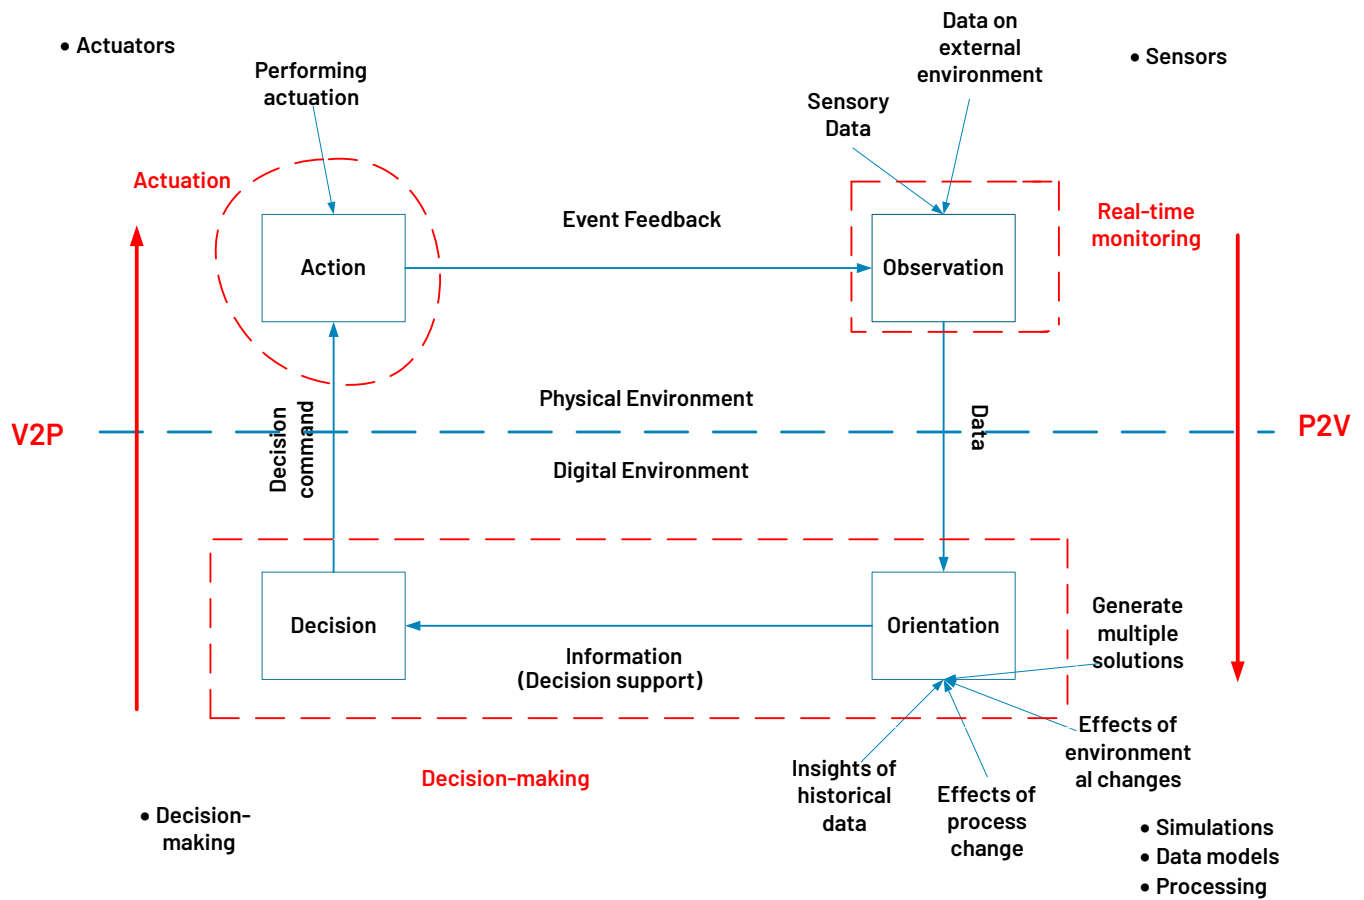 • Actuators
Performing
actuation
Data on
external
environment
• Sensors
Sensory
Data
Actuation
Action
Event Feedback
Observation
Real-time
monitoring
V2P
Decision
command
Physical Environment
Digital Environment
Data
P2V
Decision
Information
(Decision support)
Orientation
Generate
multiple
solutions
Decision-making
Insights of
historical
data
Effects of
process
change
Effects of
environment
al changes
• Decision-
making
• Simulations
• Data models
• Processing